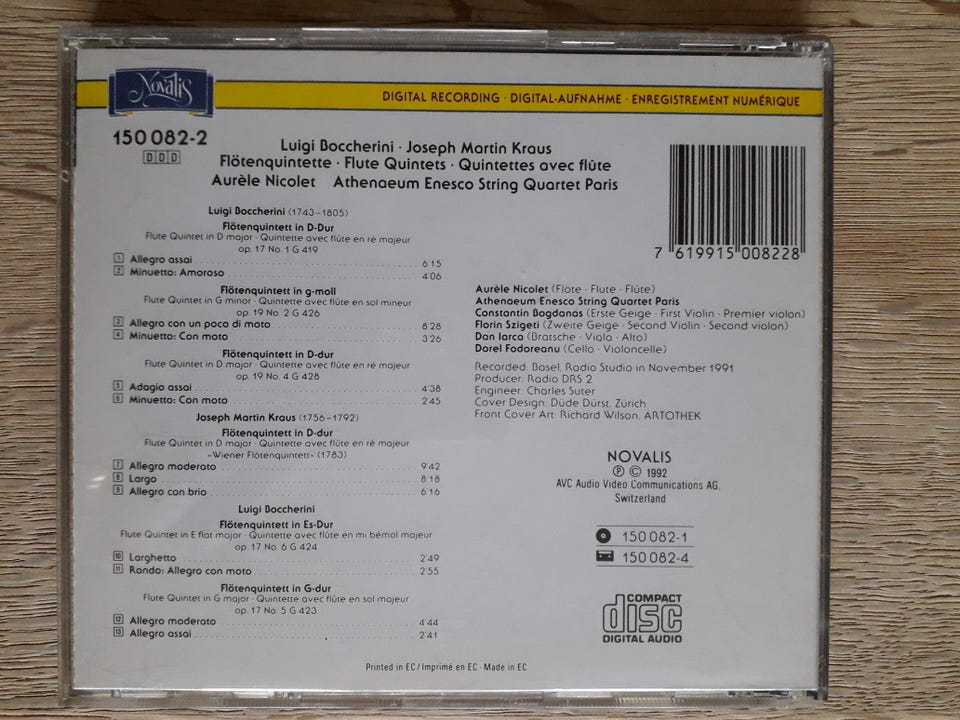 Novalis
DIGITAL RECORDING · DIGITAL-AUFNAHME · ENREGISTREMENT NUMÉRIQUE
150 082-2
DDD
Luigi Boccherini · Joseph Martin Kraus
Flötenquintette · Flute Quintets · Quintettes avec flûte
Aurèle Nicolet Athenaeum Enesco String Quartet Paris
7 619915 008228
Luigi Boccherini (1743–1805)
Flötenquintett in D-Dur
Flute Quintet in D major · Quintette avec flûte en ré majeur
op. 17 No. 1 G 419
1 Allegro assai 6'15
2 Minuetto: Amoroso 4'06
Flötenquintett in g-moll
Flute Quintet in G minor · Quintette avec flûte en sol mineur
op. 19 No. 2 G 426
3 Allegro con un poco di moto 8'28
4 Minuetto: Con moto 3'26
Flötenquintett in D-dur
Flute Quintet in D major · Quintette avec flûte en ré majeur
op. 19 No. 4 G 428
5 Adagio assai 4'38
6 Minuetto: Con moto 2'45
Joseph Martin Kraus (1756–1792)
Flötenquintett in D-dur
Flute Quintet in D major · Quintette avec flûte en ré majeur
«Wiener Flötenquintett» (1783)
7 Allegro moderato 9'42
8 Largo 8'18
9 Allegro con brio 6'16
Luigi Boccherini
Flötenquintett in Es-Dur
Flute Quintet in E flat major · Quintette avec flûte en mi bémol majeur
op. 17 No. 6 G 424
10 Larghetto 2'49
11 Rondo: Allegro con moto 2'55
Flötenquintett in G-dur
Flute Quintet in G major · Quintette avec flûte en sol majeur
op. 17 No. 5 G 423
12 Allegro moderato 4'44
13 Allegro assai 2'41
Aurèle Nicolet (Flöte · Flute · Flûte)
Athenaeum Enesco String Quartet Paris
Constantin Bogdanas (Erste Geige · First Violin · Premier violon)
Florin Szigeti (Zweite Geige · Second Violin · Second violon)
Dan Iarca (Bratsche · Viola · Alto)
Dorel Fodoreanu (Cello · Violoncelle)
Recorded: Basel, Radio Studio in November 1991
Producer: Radio DRS 2
Engineer: Charles Suter
Cover Design: Düde Dürst, Zürich
Front Cover Art: Richard Wilson, ARTOTHEK
NOVALIS
Ⓟ © 1992
AVC Audio Video Communications AG,
Switzerland
150 082-1
150 082-4
COMPACT
disc
DIGITAL AUDIO
Printed in EC/Imprimé en EC · Made in EC